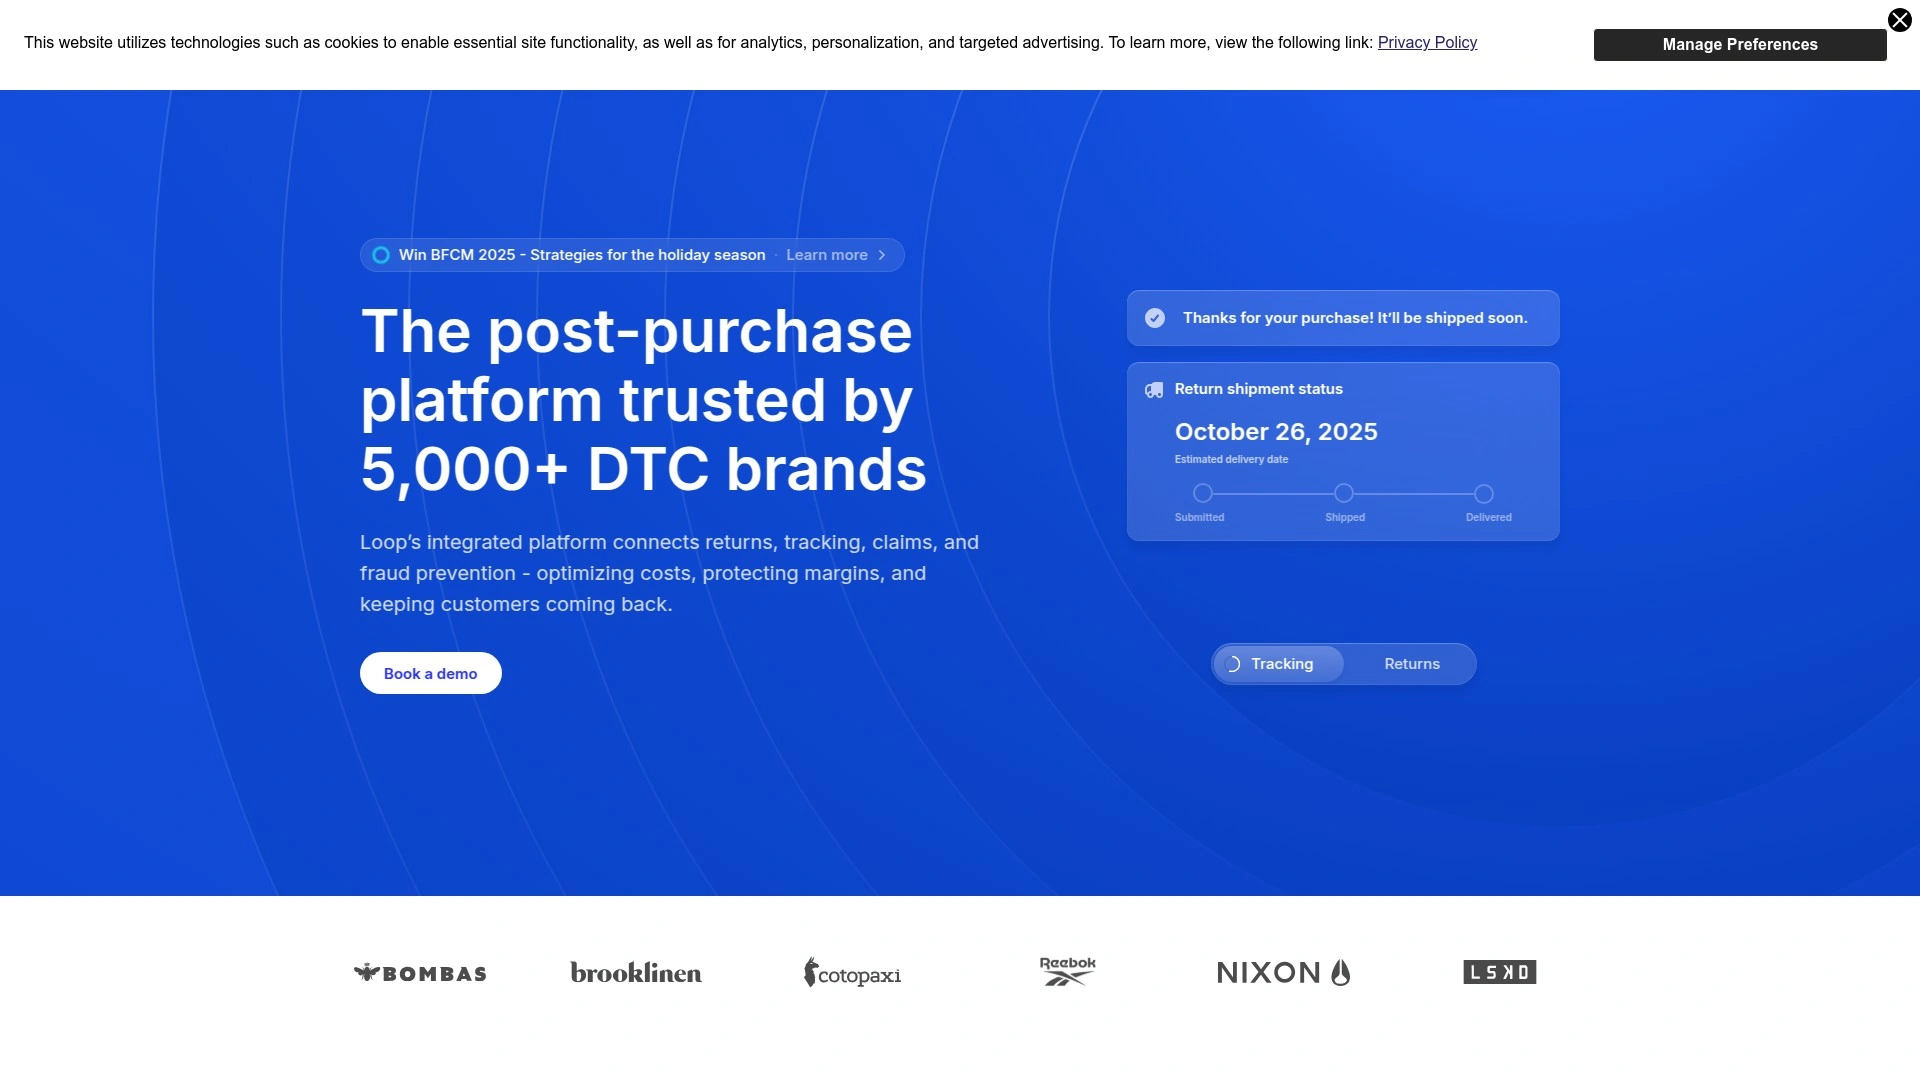 This website utilizes technologies such as cookies to enable essential site functionality, as well as for analytics, personalization, and targeted advertising. To learn more, view the following link: Privacy Policy
Manage Preferences
Win BFCM 2025 - Strategies for the holiday season · Learn more
The post-purchase
platform trusted by
5,000+ DTC brands
Loop’s integrated platform connects returns, tracking, claims, and
fraud prevention - optimizing costs, protecting margins, and
keeping customers coming back.
Book a demo
Thanks for your purchase! It’ll be shipped soon.
Return shipment status
October 26, 2025
Estimated delivery date
Submitted Shipped Delivered
Tracking Returns
BOMBAS brooklinen cotopaxi Reebok NIXON LSKD